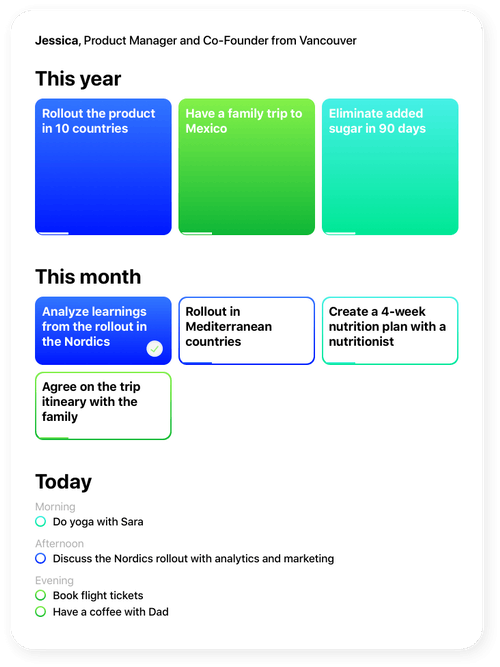 Jessica, Product Manager and Co-Founder from Vancouver
This year
Rollout the product
in 10 countries
Have a family trip to
Mexico
Eliminate added
sugar in 90 days
This month
Analyze learnings
from the rollout in
the Nordics
Rollout in
Mediterranean
countries
Create a 4-week
nutrition plan with a
nutritionist
Agree on the trip
itineary with the
family
Today
Morning
Do yoga with Sara
Afternoon
Discuss the Nordics rollout with analytics and marketing
Evening
Book flight tickets
Have a coffee with Dad